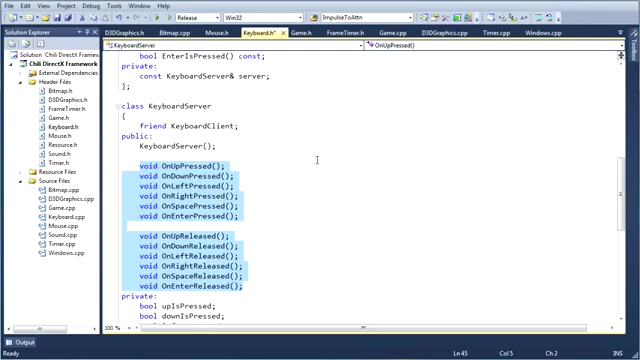 File Edit View Project Debug Team Data Tools Test Window Help
Release
Win32
ImpulseToAttn
Solution Explorer
D3DGraphics.h Bitmap.cpp Mouse.h Keyboard.h* Game.h FrameTimer.h Game.cpp D3DGraphics.cpp Timer.cpp Windows.cpp
KeyboardServer
OnUpPressed()
Solution 'Chili DirectX Framework'
Chili DirectX Framework
External Dependencies
Header Files
Bitmap.h
D3DGraphics.h
FrameTimer.h
Game.h
Keyboard.h
Mouse.h
Resource.h
Sound.h
Timer.h
Resource Files
Source Files
Bitmap.cpp
D3DGraphics.cpp
Game.cpp
Keyboard.cpp
Mouse.cpp
Sound.cpp
Timer.cpp
Windows.cpp
bool EnterIsPressed() const;
private:
const KeyboardServer& server;
};
class KeyboardServer
{
friend KeyboardClient;
public:
KeyboardServer();
void OnUpPressed();
void OnDownPressed();
void OnLeftPressed();
void OnRightPressed();
void OnSpacePressed();
void OnEnterPressed();
void OnUpReleased();
void OnDownReleased();
void OnLeftReleased();
void OnRightReleased();
void OnSpaceReleased();
void OnEnterReleased();
private:
bool upIsPressed;
bool downIsPressed;
100 %
Toolbox
Output
Ready
Ln 45
Col 5
Ch 2
INS